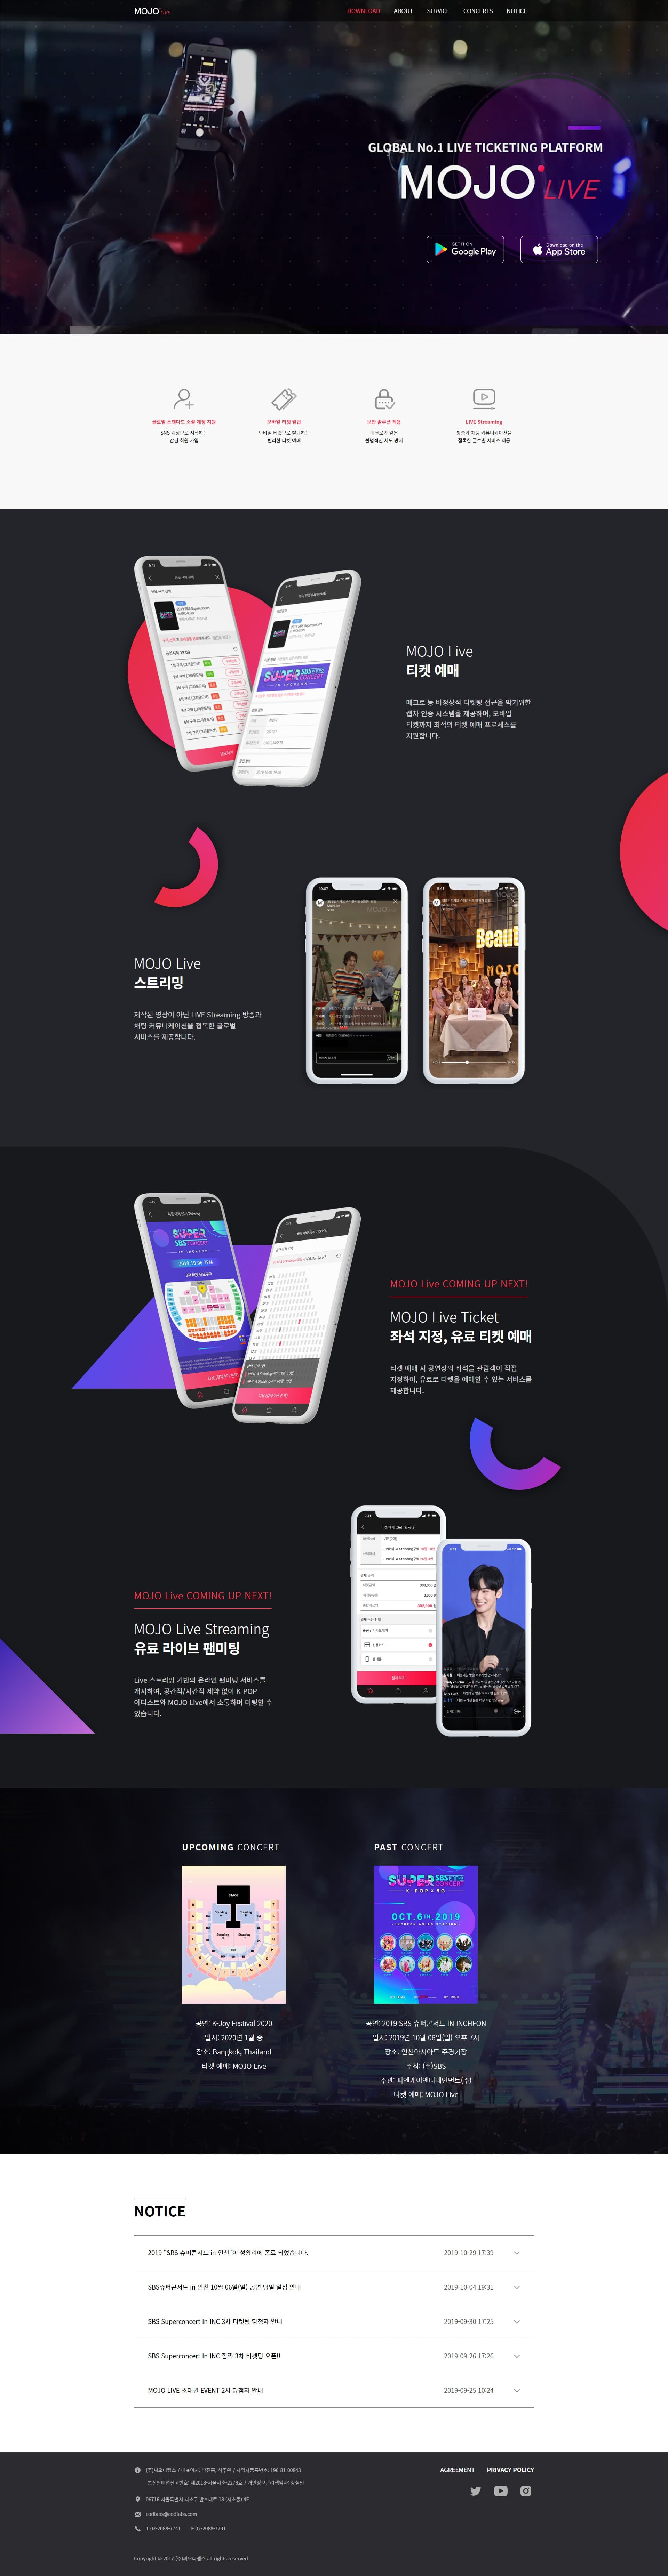 MOJO LIVE
DOWNLOAD ABOUT SERVICE CONCERTS NOTICE
GLOBAL No.1 LIVE TICKETING PLATFORM
MOJO LIVE
GET IT ON Google Play
Download on the App Store
글로벌 스탠다드 소셜 계정 지원
SNS 계정으로 시작하는
간편 회원 가입
모바일 티켓 발급
모바일 티켓으로 발급하는
편리한 티켓 예매
보안 솔루션 적용
매크로와 같은
불법적인 시도 방지
LIVE Streaming
방송과 채팅 커뮤니케이션을
접목한 글로벌 서비스 제공
MOJO Live
티켓 예매
매크로 등 비정상적 티켓팅 접근을 막기위한
캡차 인증 시스템을 제공하며, 모바일
티켓까지 최적의 티켓 예매 프로세스를
지원합니다.
MOJO Live
스트리밍
제작된 영상이 아닌 LIVE Streaming 방송과
채팅 커뮤니케이션을 접목한 글로벌
서비스를 제공합니다.
MOJO Live COMING UP NEXT!
MOJO Live Ticket
좌석 지정, 유료 티켓 예매
티켓 예매 시 공연장의 좌석을 관람객이 직접
지정하여, 유료로 티켓을 예매할 수 있는 서비스를
제공합니다.
MOJO Live COMING UP NEXT!
MOJO Live Streaming
유료 라이브 팬미팅
Live 스트리밍 기반의 온라인 팬미팅 서비스를
개시하여, 공간적/시간적 제약 없이 K-POP
아티스트와 MOJO Live에서 소통하며 미팅할 수
있습니다.
UPCOMING CONCERT
STAGE
공연: K-Joy Festival 2020
일시: 2020년 1월 중
장소: Bangkok, Thailand
티켓 예매: MOJO Live
PAST CONCERT
SUPER SBS CONCERT
K-POP X 5G
OCT.6TH.2019
INCHEON ASIAD STADIUM
공연: 2019 SBS 슈퍼콘서트 IN INCHEON
일시: 2019년 10월 06일(일) 오후 7시
장소: 인천아시아드 주경기장
주최: (주)SBS
주관: 피엔케이엔터테인먼트(주)
티켓 예매: MOJO Live
NOTICE
2019 "SBS 슈퍼콘서트 in 인천"이 성황리에 종료 되었습니다. 2019-10-29 17:39
SBS슈퍼콘서트 in 인천 10월 06일(일) 공연 당일 일정 안내 2019-10-04 19:31
SBS Superconcert In INC 3차 티켓팅 당첨자 안내 2019-09-30 17:25
SBS Superconcert In INC 깜짝 3차 티켓팅 오픈!! 2019-09-26 17:26
MOJO LIVE 초대권 EVENT 2차 당첨자 안내 2019-09-25 10:24
(주)씨오디랩스 / 대표이사: 박진홍, 석주현 / 사업자등록번호: 196-81-00843
통신판매업신고번호: 제2018-서울서초-2278호 / 개인정보관리책임자: 강철민
06716 서울특별시 서초구 반포대로 18 (서초동) 4F
codlabs@codlabs.com
T 02-2088-7741 F 02-2088-7791
AGREEMENT PRIVACY POLICY
Copyright © 2017.(주)씨오디랩스 all rights reserved